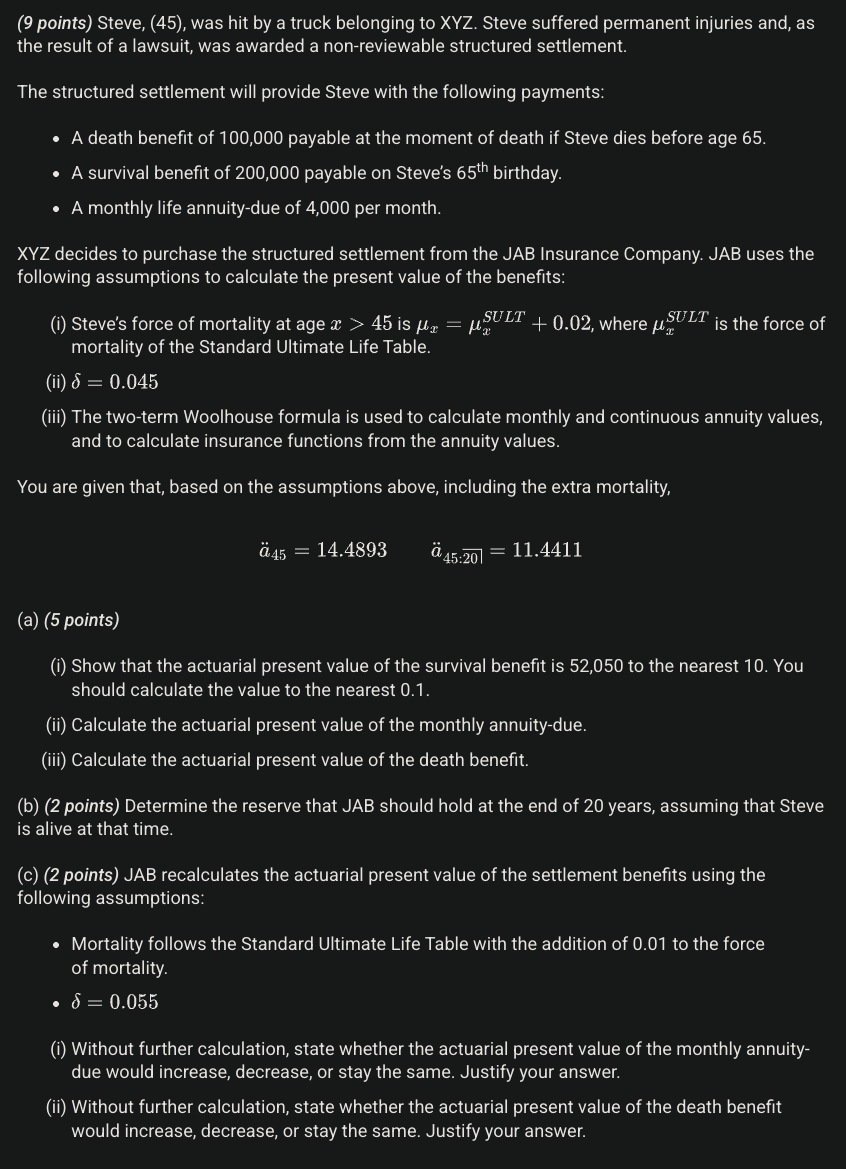 (9 points) Steve, (45), was hit by a truck belonging to XYZ. Steve suffered permanent injuries and, as
the result of a lawsuit, was awarded a non-reviewable structured settlement.
The structured settlement will provide Steve with the following payments:
• A death benefit of 100,000 payable at the moment of death if Steve dies before age 65.
• A survival benefit of 200,000 payable on Steve's 65th birthday.
• A monthly life annuity-due of 4,000 per month.
XYZ decides to purchase the structured settlement from the JAB Insurance Company. JAB uses the
following assumptions to calculate the present value of the benefits:
(i) Steve's force of mortality at age x > 45 is μ_x = μ_x^{SULT} + 0.02, where μ_x^{SULT} is the force of
mortality of the Standard Ultimate Life Table.
(ii) δ = 0.045
(iii) The two-term Woolhouse formula is used to calculate monthly and continuous annuity values,
and to calculate insurance functions from the annuity values.
You are given that, based on the assumptions above, including the extra mortality,
ä_{45} = 14.4893 ä_{45:\overline{20|}} = 11.4411
(a) (5 points)
(i) Show that the actuarial present value of the survival benefit is 52,050 to the nearest 10. You
should calculate the value to the nearest 0.1.
(ii) Calculate the actuarial present value of the monthly annuity-due.
(iii) Calculate the actuarial present value of the death benefit.
(b) (2 points) Determine the reserve that JAB should hold at the end of 20 years, assuming that Steve
is alive at that time.
(c) (2 points) JAB recalculates the actuarial present value of the settlement benefits using the
following assumptions:
• Mortality follows the Standard Ultimate Life Table with the addition of 0.01 to the force
of mortality.
• δ = 0.055
(i) Without further calculation, state whether the actuarial present value of the monthly annuity-
due would increase, decrease, or stay the same. Justify your answer.
(ii) Without further calculation, state whether the actuarial present value of the death benefit
would increase, decrease, or stay the same. Justify your answer.